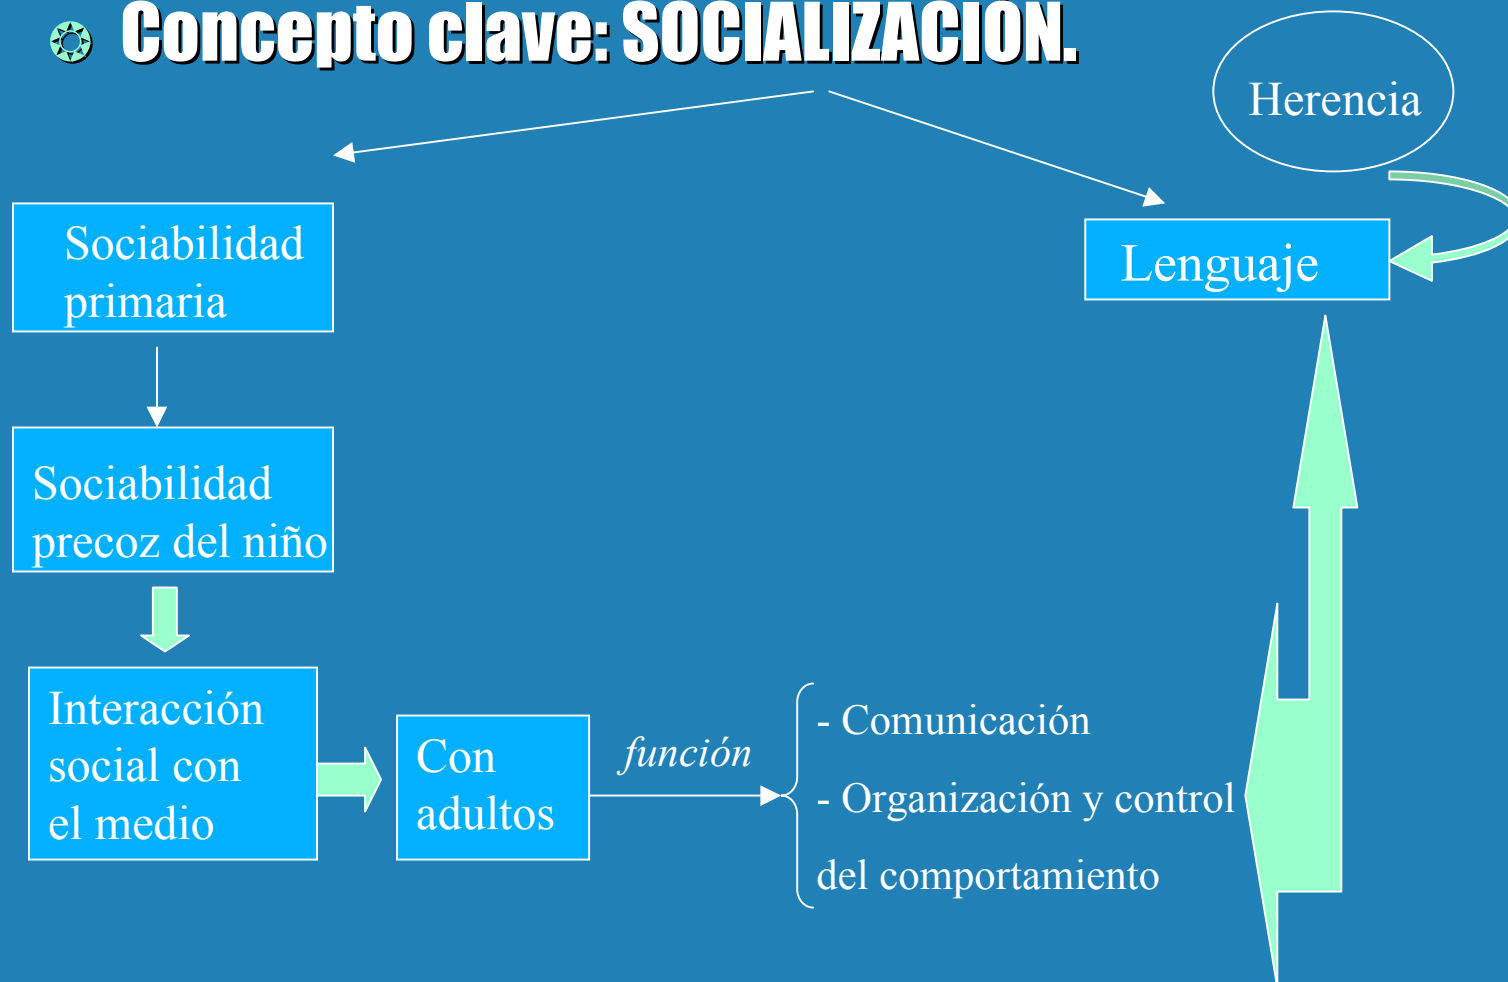 Concepto clave: SOCIALIZACION.
Herencia
Sociabilidad
primaria
Lenguaje
Sociabilidad
precoz del niño
Interacción
social con
el medio
Con
adultos
función
- Comunicación
- Organización y control
del comportamiento